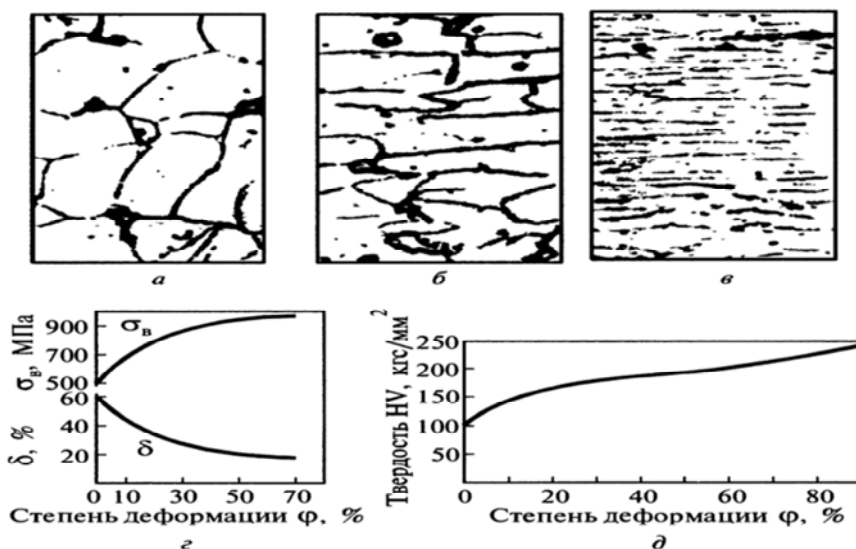 а
б
в
σв, МПа
900
700
500
σв
δ, %
60
40
20
δ
0 10 30 50 70
Степень деформации φ, %
г
Твердость HV, кгс/мм²
250
200
150
100
50
0 20 40 60 80
Степень деформации φ, %
д